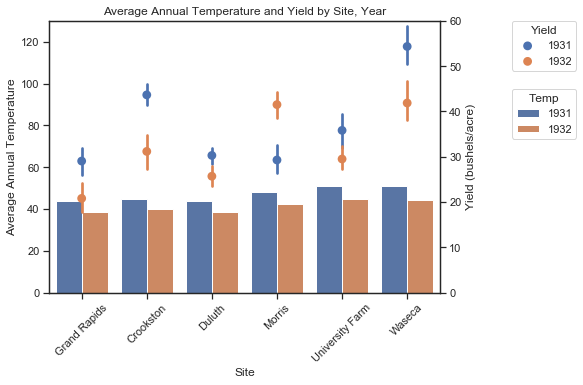 Average Annual Temperature and Yield by Site, Year
Average Annual Temperature
120
100
80
60
40
20
0
60
50
40
30
20
10
0
Yield (bushels/acre)
Grand Rapids
Crookston
Duluth
Morris
University Farm
Waseca
Site
Yield
1931
1932
Temp
1931
1932